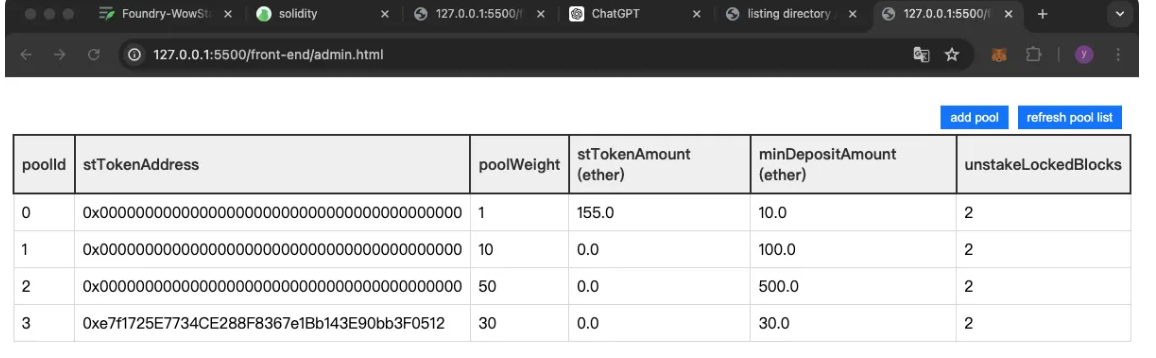 Foundry-WowSt
solidity
127.0.0.1:5500/f
ChatGPT
listing directory
127.0.0.1:5500/f
127.0.0.1:5500/front-end/admin.html
y
add pool refresh pool list
poolId stTokenAddress poolWeight stTokenAmount (ether) minDepositAmount (ether) unstakeLockedBlocks
0 0x0000000000000000000000000000000000000000 1 155.0 10.0 2
1 0x0000000000000000000000000000000000000000 10 0.0 100.0 2
2 0x0000000000000000000000000000000000000000 50 0.0 500.0 2
3 0xe7f1725E7734CE288F8367e1Bb143E90bb3F0512 30 0.0 30.0 2